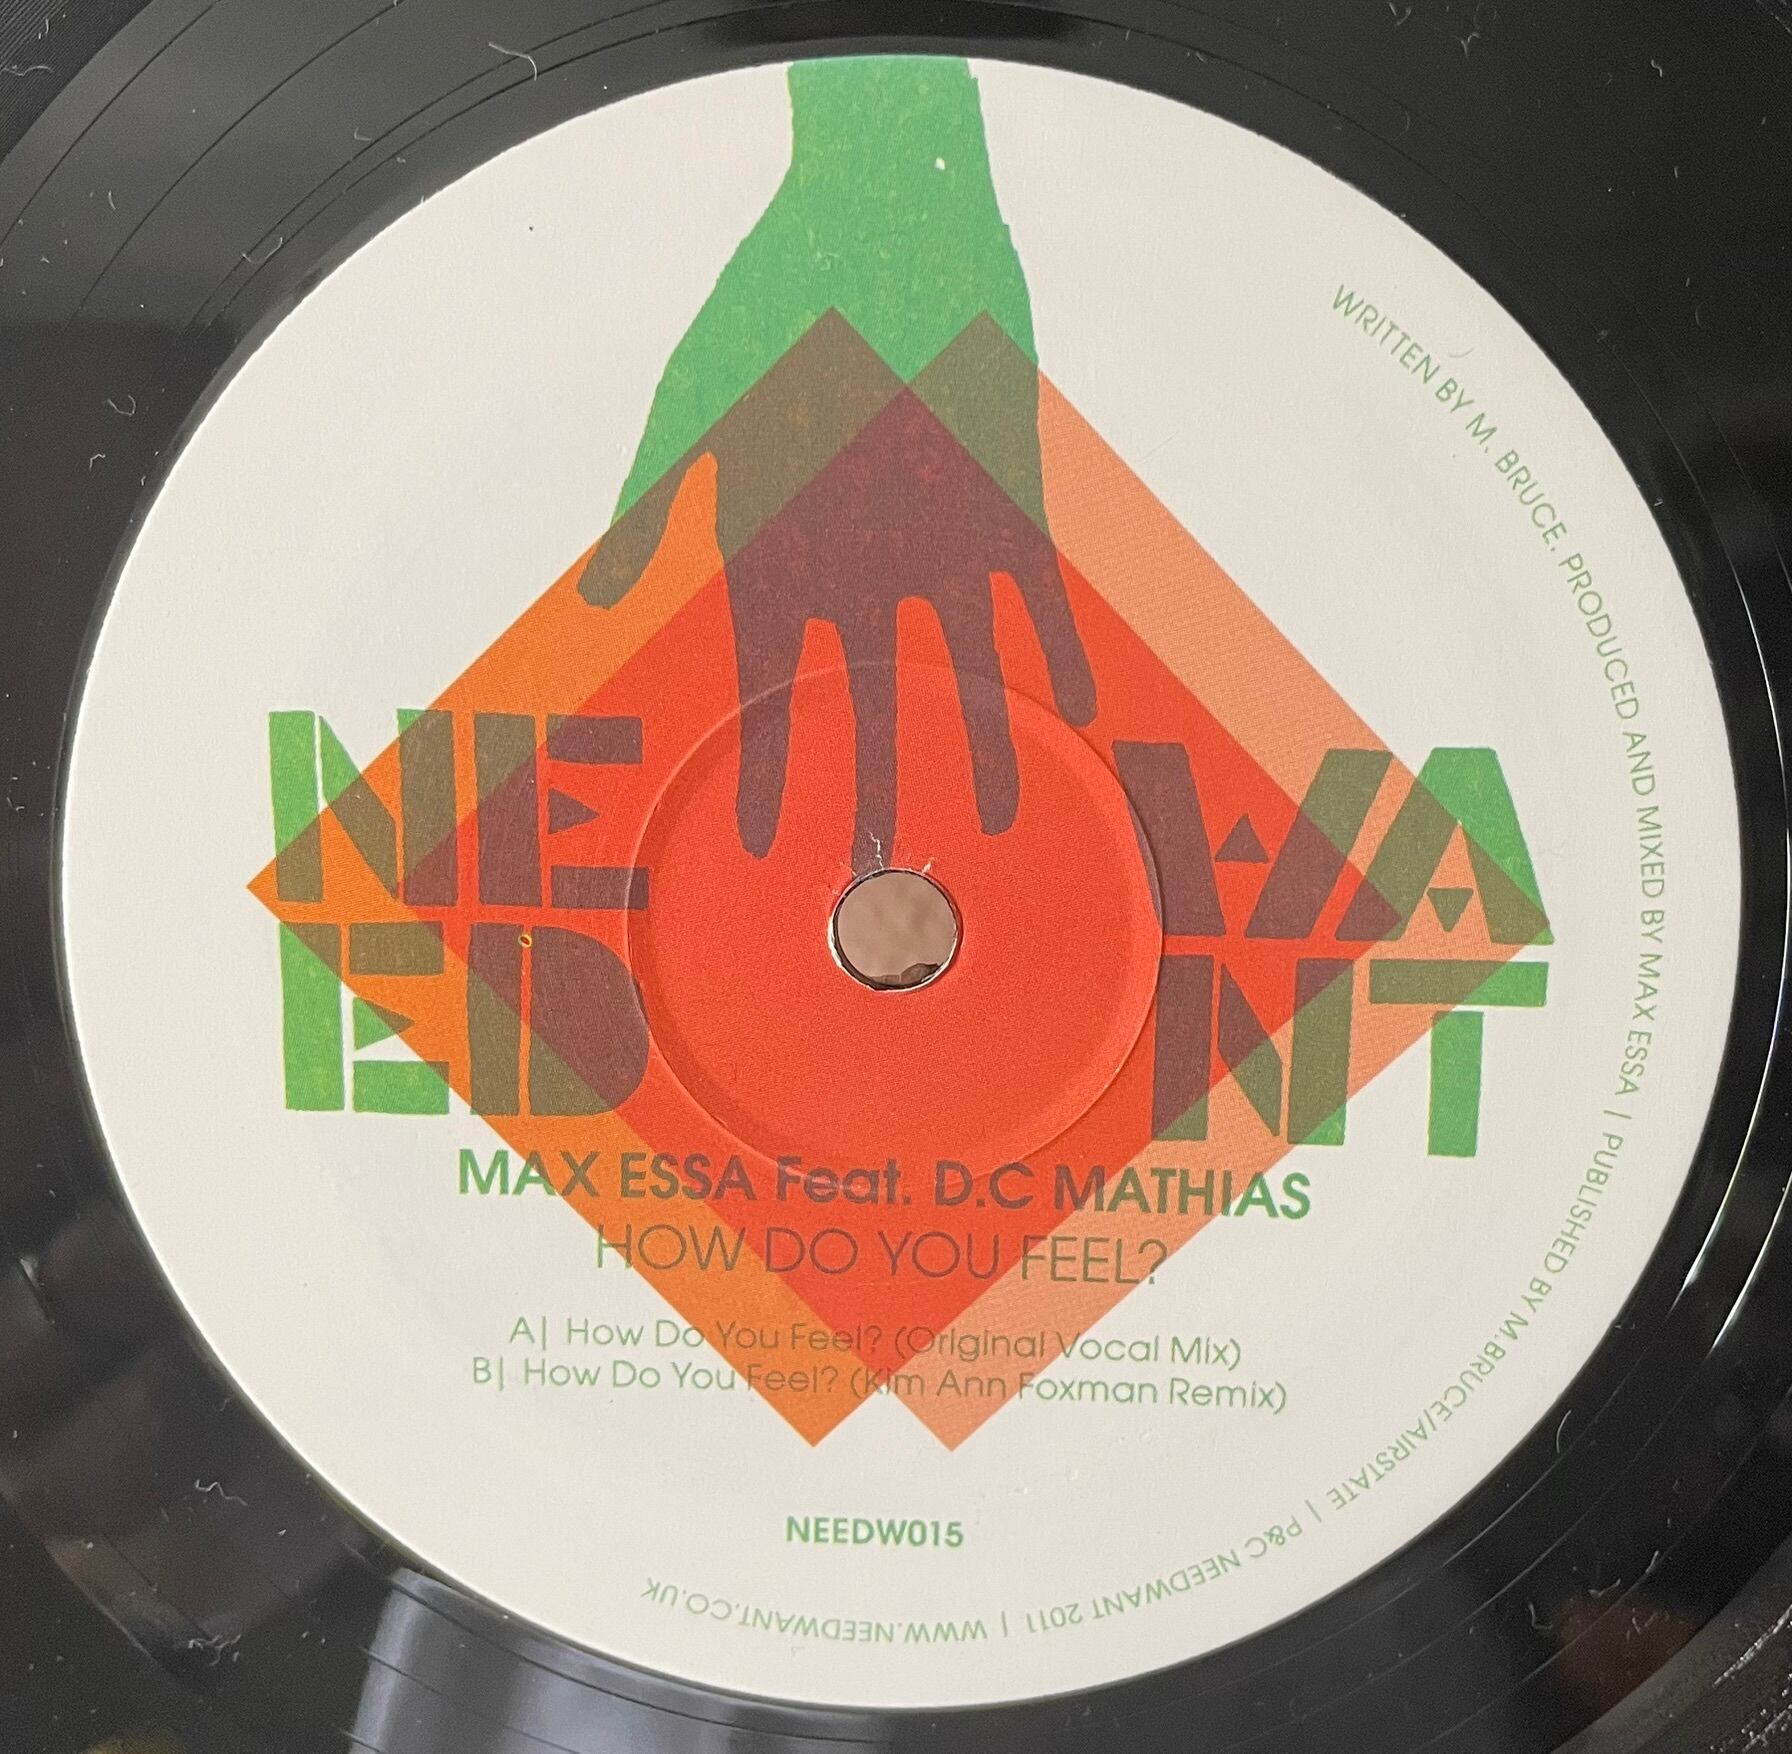 NE
ED
WA
NT
MAX ESSA Feat. D.C MATHIAS
HOW DO YOU FEEL?
A| How Do You Feel? (Original Vocal Mix)
B| How Do You Feel? (Kim Ann Foxman Remix)
NEEDW015
WRITTEN BY M. BRUCE. PRODUCED AND MIXED BY MAX ESSA | PUBLISHED BY M.BRUCE/AIRSTATE | P&C NEEDWANT 2011 | WWW.NEEDWANT.CO.UK